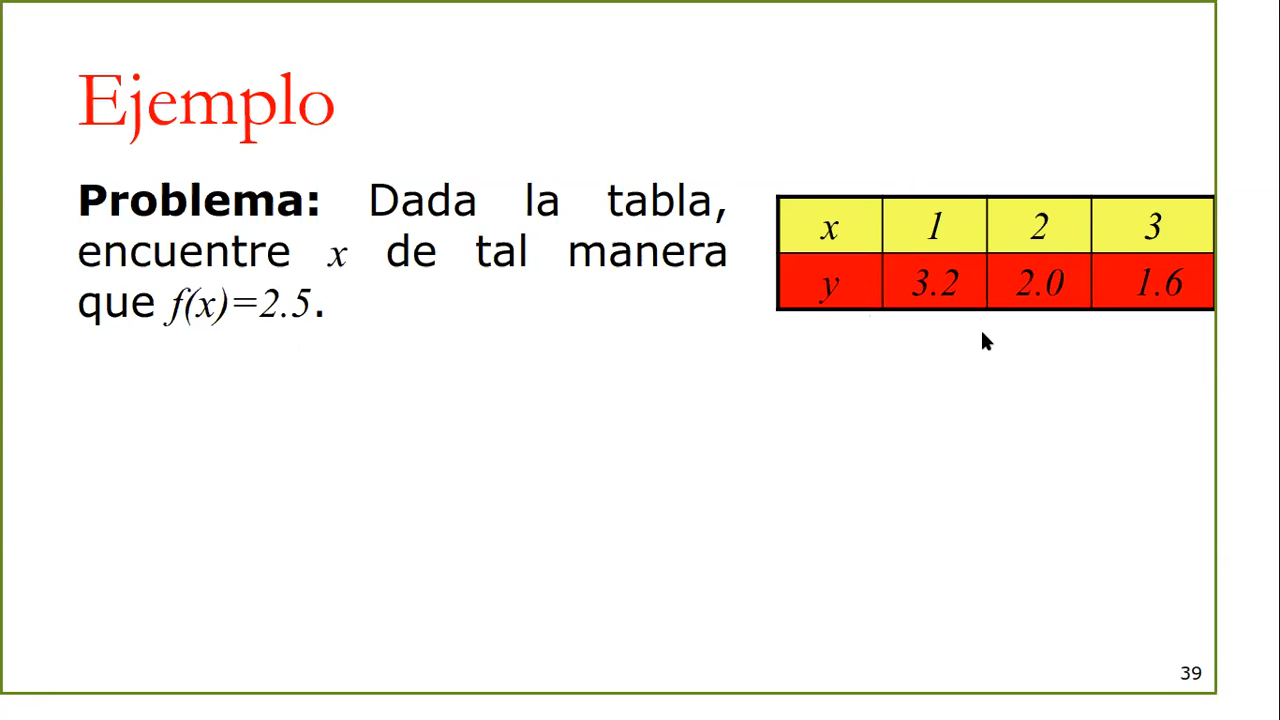 Ejemplo
Problema: Dada la tabla,
encuentre x de tal manera
que f(x)=2.5.
x 1 2 3
y 3.2 2.0 1.6
39